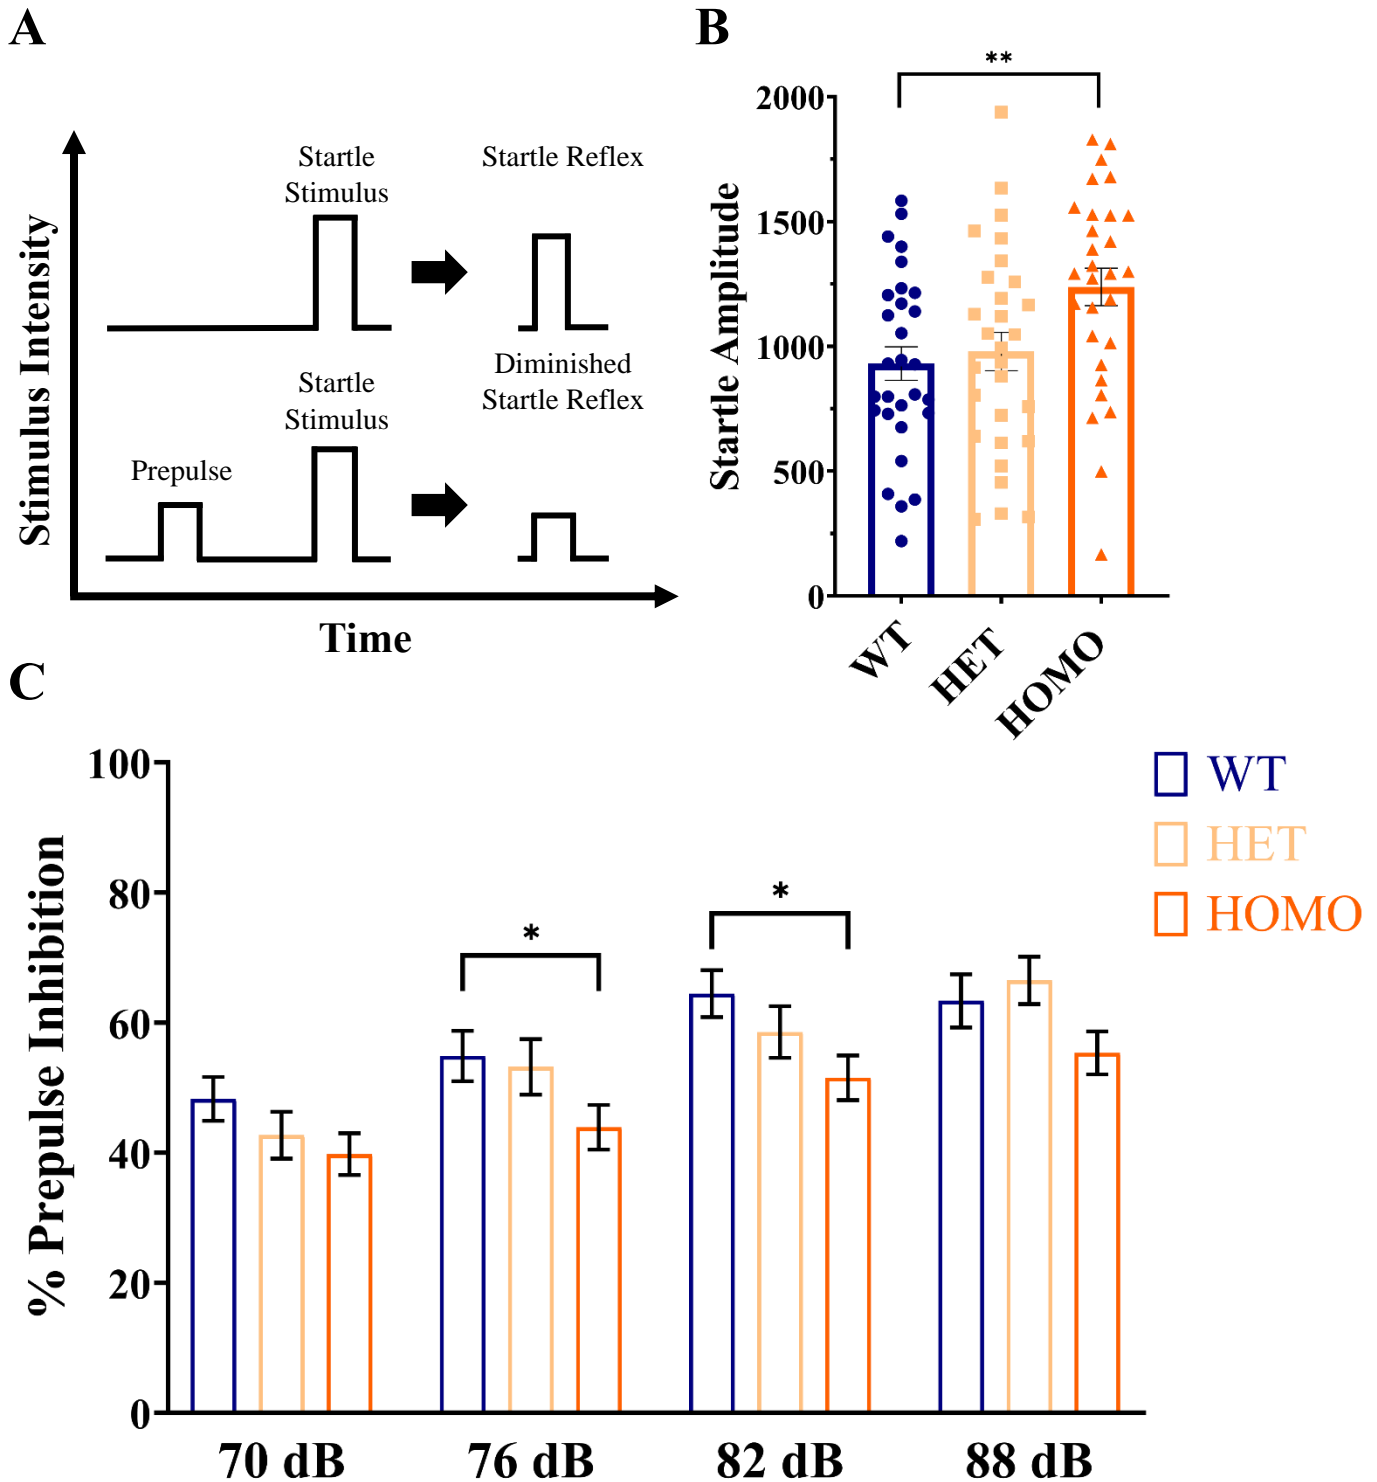 A
Stimulus Intensity
Startle
Stimulus
Startle Reflex
Startle
Stimulus
Diminished
Startle Reflex
Prepulse
Time
B
**
Startle Amplitude
2000
1500
1000
500
0
WT
HET
HOMO
C
% Prepulse Inhibition
100
80
60
40
20
0
*
*
70 dB
76 dB
82 dB
88 dB
WT
HET
HOMO